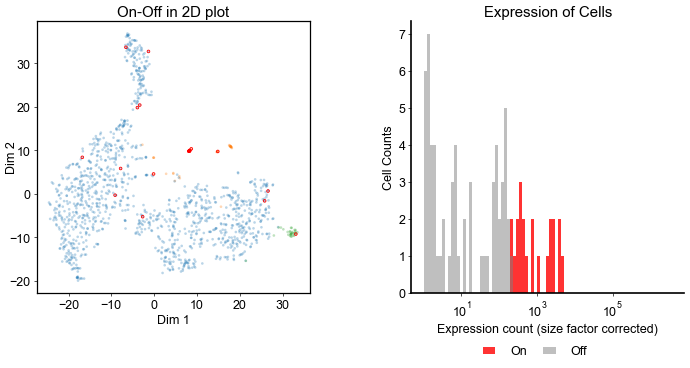 On-Off in 2D plot
Expression of Cells
Dim 2
30
20
10
0
−10
−20
−20 −10 0 10 20 30
Dim 1
Cell Counts
7
6
5
4
3
2
1
0
10^1 10^3 10^5
Expression count (size factor corrected)
On Off